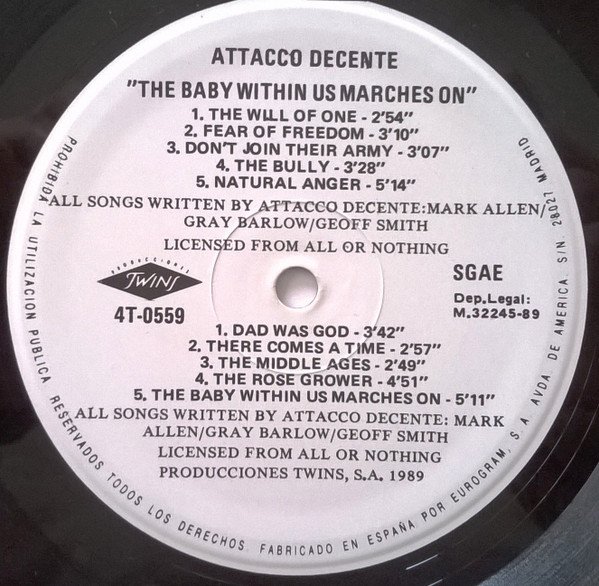 ATTACCO DECENTE
"THE BABY WITHIN US MARCHES ON"
1. THE WILL OF ONE - 2'54"
2. FEAR OF FREEDOM - 3'10"
3. DON'T JOIN THEIR ARMY - 3'07"
4. THE BULLY - 3'28"
5. NATURAL ANGER - 5'14"
ALL SONGS WRITTEN BY ATTACCO DECENTE:MARK ALLEN/
GRAY BARLOW/GEOFF SMITH
LICENSED FROM ALL OR NOTHING
PRODUCCIONES
TWINS
4T-0559
SGAE
Dep.Legal:
M.32245-89
1. DAD WAS GOD - 3'42"
2. THERE COMES A TIME - 2'57"
3. THE MIDDLE AGES - 2'49"
4. THE ROSE GROWER - 4'51"
5. THE BABY WITHIN US MARCHES ON - 5'11"
ALL SONGS WRITTEN BY ATTACCO DECENTE: MARK
ALLEN/GRAY BARLOW/GEOFF SMITH
LICENSED FROM ALL OR NOTHING
PRODUCCIONES TWINS, S.A. 1989
PROHIBIDA LA UTILIZACION PUBLICA RESERVADOS TODOS LOS DERECHOS. FABRICADO EN ESPAÑA POR EUROGRAM, S.A. AVDA DE AMERICA, S/N. 28027 MADRID